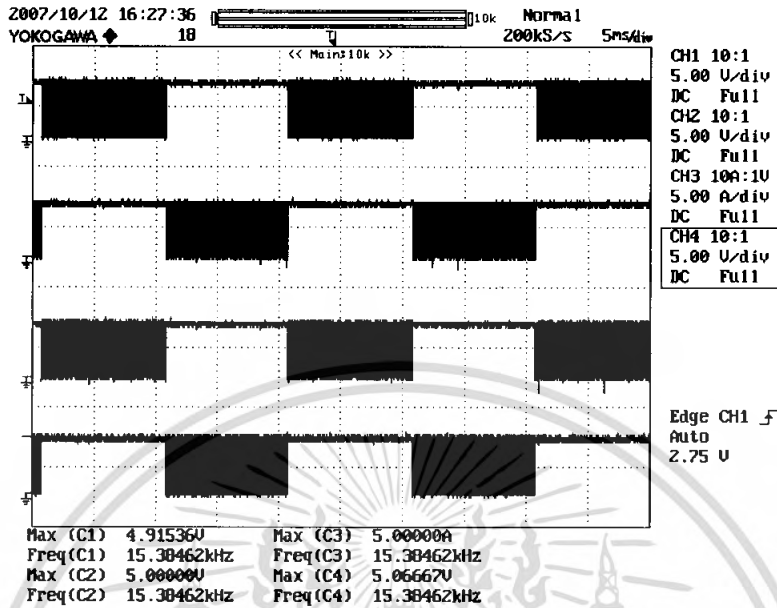 2007/10/12 16:27:36 10k Normal
YOKOGAWA ◆ 18 200kS/s 5ms/div
<< Main:10k >>
CH1 10:1
5.00 V/div
DC Full
CH2 10:1
5.00 V/div
DC Full
CH3 10A:1V
5.00 A/div
DC Full
CH4 10:1
5.00 V/div
DC Full
Edge CH1
Auto
2.75 V
Max (C1) 4.91536V Max (C3) 5.00000A
Freq(C1) 15.38462kHz Freq(C3) 15.38462kHz
Max (C2) 5.00000V Max (C4) 5.06667V
Freq(C2) 15.38462kHz Freq(C4) 15.38462kHz